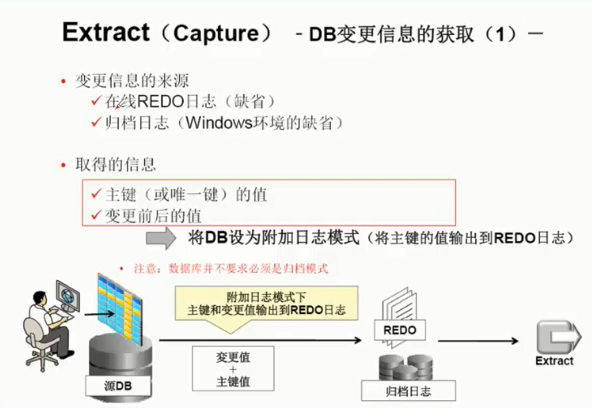 Extract（Capture） -DB变更信息的获取（1）－
• 变更信息的来源
✓在线REDO日志（缺省）
✓归档日志（Windows环境的缺省）
• 取得的信息
✓主键（或唯一键）的值
✓变更前后的值
将DB设为附加日志模式（将主键的值输出到REDO日志）
• 注意：数据库并不要求必须是归档模式
附加日志模式下
主键和变更值输出到REDO日志
源DB
变更值
+
主键值
REDO
归档日志
Extract